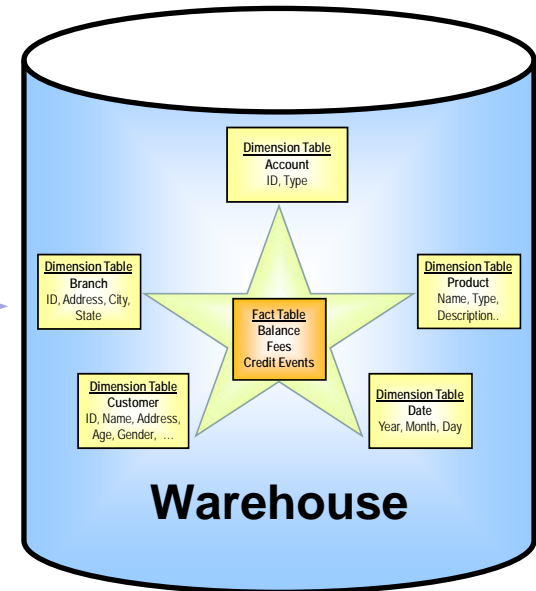 Dimension Table
Account
ID, Type
Dimension Table
Branch
ID, Address, City,
State
Dimension Table
Product
Name, Type,
Description..
Fact Table
Balance
Fees
Credit Events
Dimension Table
Customer
ID, Name, Address,
Age, Gender, ...
Dimension Table
Date
Year, Month, Day
Warehouse